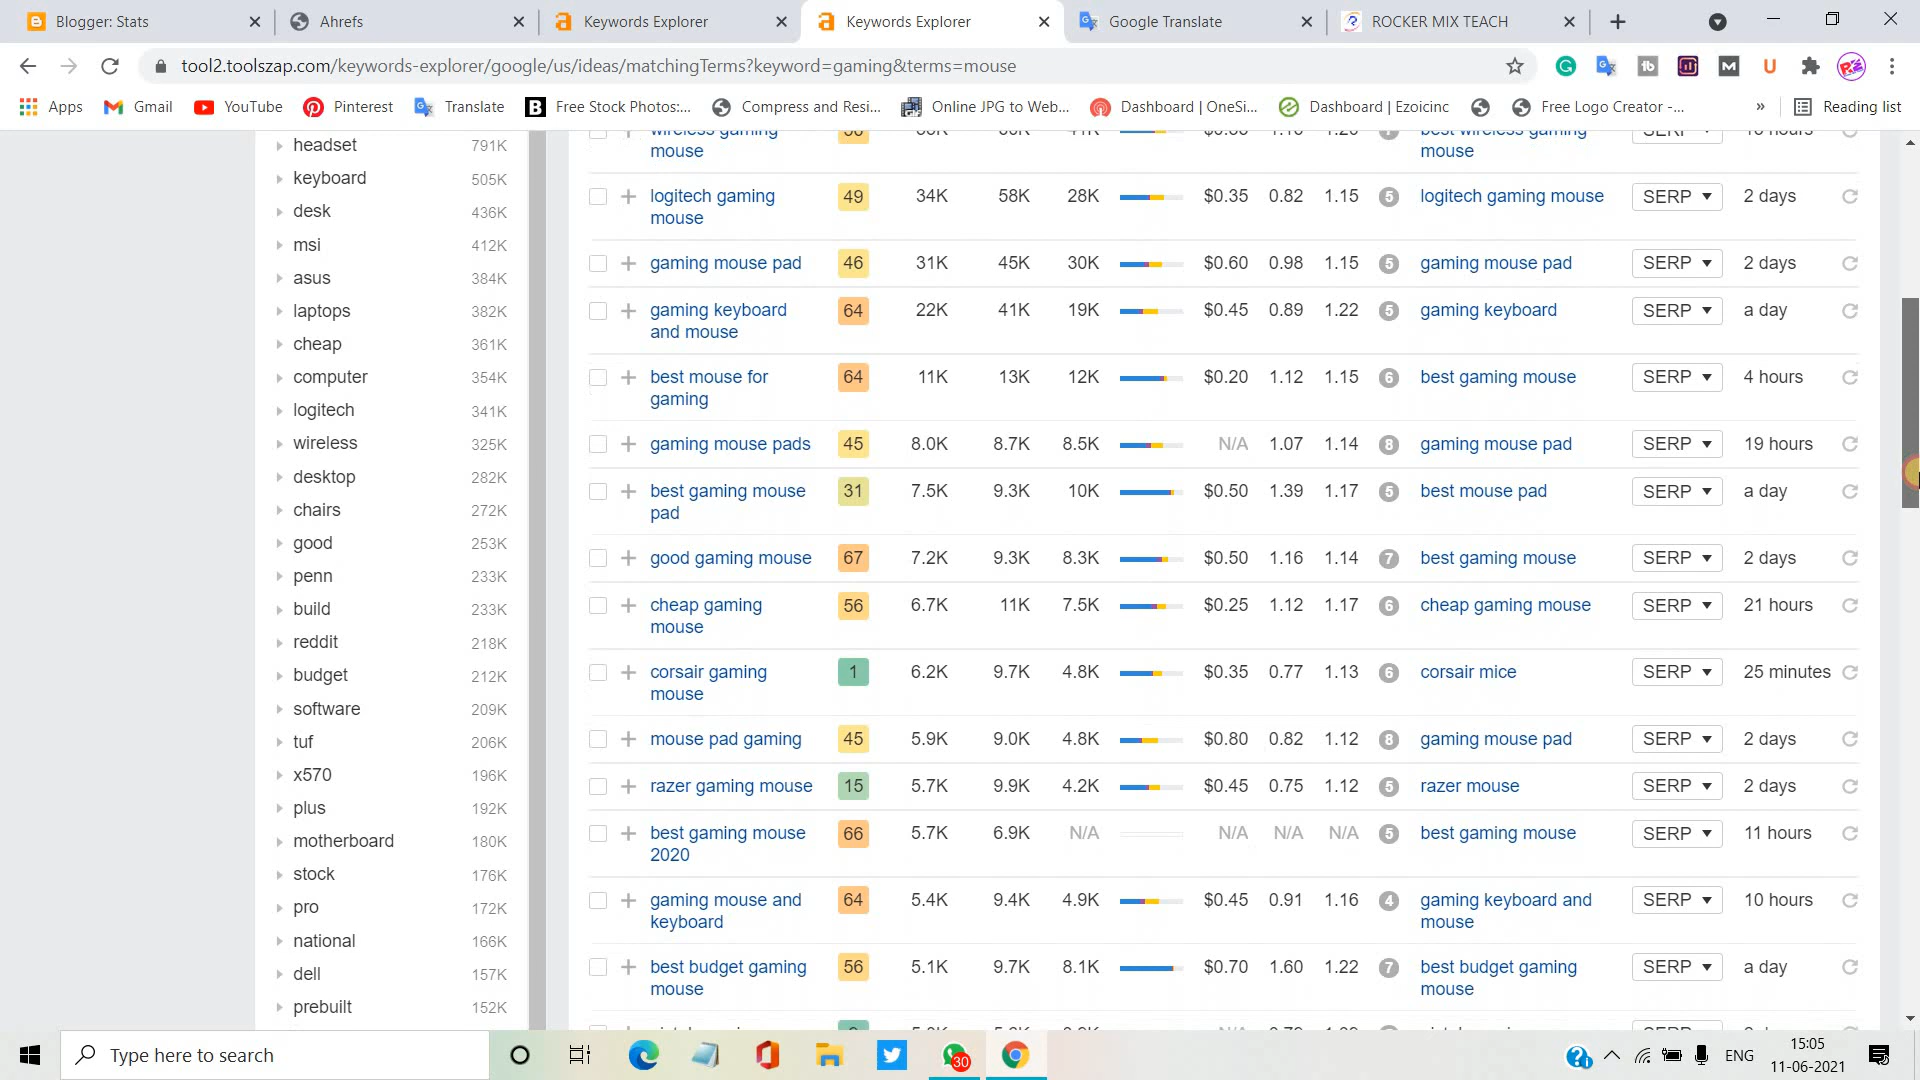 Blogger: Stats
Ahrefs
Keywords Explorer
Keywords Explorer
Google Translate
ROCKER MIX TEACH
tool2.toolszap.com/keywords-explorer/google/us/ideas/matchingTerms?keyword=gaming&terms=mouse
Apps Gmail YouTube Pinterest Translate Free Stock Photos:... Compress and Resi... Online JPG to Web... Dashboard | OneSi... Dashboard | Ezoicinc Free Logo Creator -... » Reading list
headset 791K
keyboard 505K
desk 436K
msi 412K
asus 384K
laptops 382K
cheap 361K
computer 354K
logitech 341K
wireless 325K
desktop 282K
chairs 272K
good 253K
penn 233K
build 233K
reddit 218K
budget 212K
software 209K
tuf 206K
x570 196K
plus 192K
motherboard 180K
stock 176K
pro 172K
national 166K
dell 157K
prebuilt 152K
wireless gaming best wireless gaming
mouse mouse
logitech gaming 49 34K 58K 28K $0.35 0.82 1.15 5 logitech gaming mouse SERP 2 days
mouse
gaming mouse pad 46 31K 45K 30K $0.60 0.98 1.15 5 gaming mouse pad SERP 2 days
gaming keyboard 64 22K 41K 19K $0.45 0.89 1.22 5 gaming keyboard SERP a day
and mouse
best mouse for 64 11K 13K 12K $0.20 1.12 1.15 6 best gaming mouse SERP 4 hours
gaming
gaming mouse pads 45 8.0K 8.7K 8.5K N/A 1.07 1.14 8 gaming mouse pad SERP 19 hours
best gaming mouse 31 7.5K 9.3K 10K $0.50 1.39 1.17 5 best mouse pad SERP a day
pad
good gaming mouse 67 7.2K 9.3K 8.3K $0.50 1.16 1.14 7 best gaming mouse SERP 2 days
cheap gaming 56 6.7K 11K 7.5K $0.25 1.12 1.17 6 cheap gaming mouse SERP 21 hours
mouse
corsair gaming 1 6.2K 9.7K 4.8K $0.35 0.77 1.13 6 corsair mice SERP 25 minutes
mouse
mouse pad gaming 45 5.9K 9.0K 4.8K $0.80 0.82 1.12 8 gaming mouse pad SERP 2 days
razer gaming mouse 15 5.7K 9.9K 4.2K $0.45 0.75 1.12 5 razer mouse SERP 2 days
best gaming mouse 66 5.7K 6.9K N/A N/A N/A N/A 5 best gaming mouse SERP 11 hours
2020
gaming mouse and 64 5.4K 9.4K 4.9K $0.45 0.91 1.16 4 gaming keyboard and SERP 10 hours
keyboard mouse
best budget gaming 56 5.1K 9.7K 8.1K $0.70 1.60 1.22 7 best budget gaming SERP a day
mouse mouse
Type here to search
30
ENG
15:05
11-06-2021